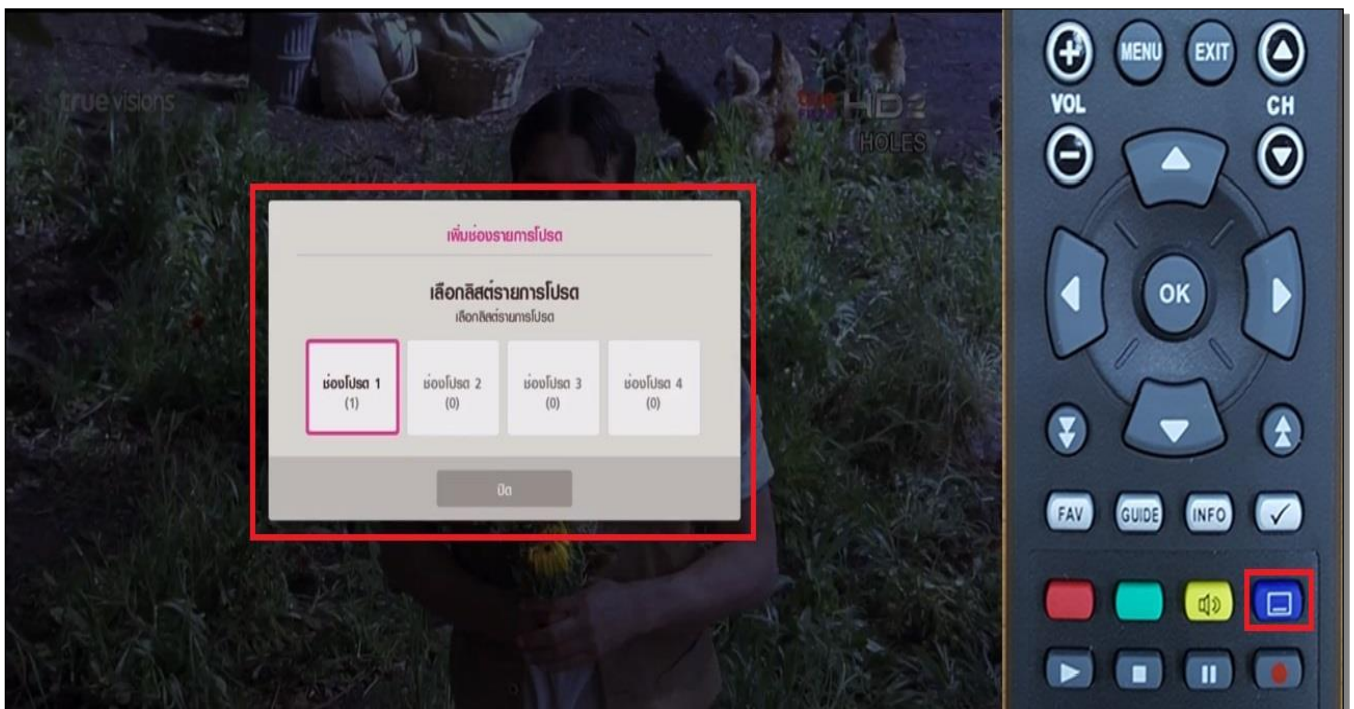 true visions
HD2
HOLES
เพิ่มช่องรายการโปรด
เลือกลิสต์รายการโปรด
เลือกลิสต์รายการโปรด
ช่องโปรด 1
(1)
ช่องโปรด 2
(0)
ช่องโปรด 3
(0)
ช่องโปรด 4
(0)
ปิด
MENU
EXIT
VOL
CH
OK
FAV
GUIDE
INFO